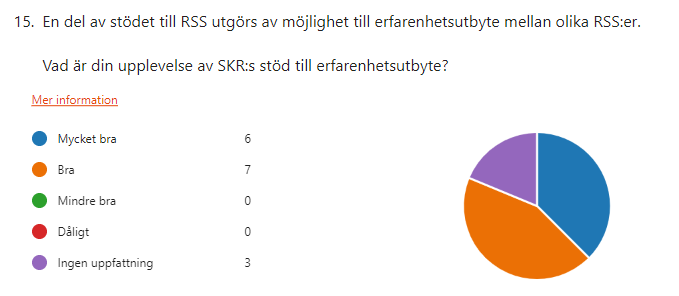 15. En del av stödet till RSS utgörs av möjlighet till erfarenhetsutbyte mellan olika RSS:er.
Vad är din upplevelse av SKR:s stöd till erfarenhetsutbyte?
Mer information
Mycket bra 6
Bra 7
Mindre bra 0
Dåligt 0
Ingen uppfattning 3